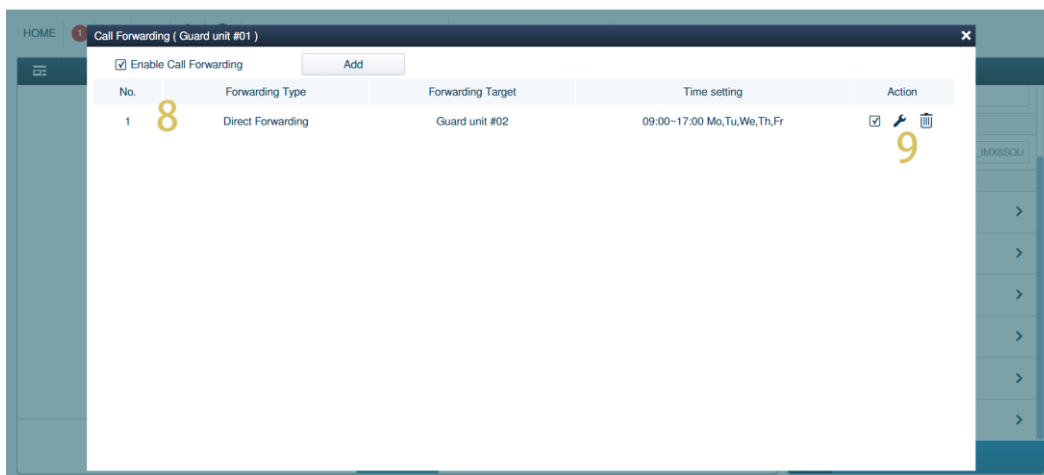 HOME 1
Call Forwarding ( Guard unit #01 )
Enable Call Forwarding Add
No. Forwarding Type Forwarding Target Time setting Action
1 8 Direct Forwarding Guard unit #02 09:00~17:00 Mo,Tu,We,Th,Fr
9